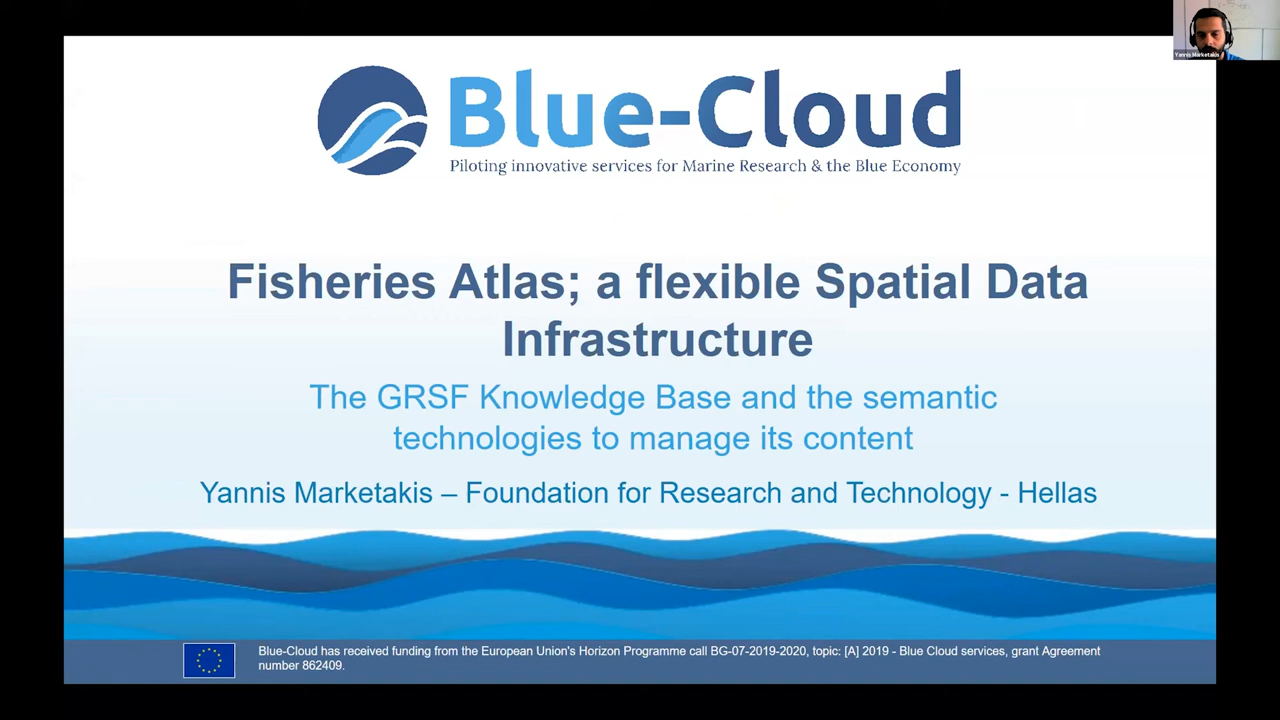 Yannis Marketakis
Blue-Cloud
Piloting innovative services for Marine Research & the Blue Economy
Fisheries Atlas; a flexible Spatial Data
Infrastructure
The GRSF Knowledge Base and the semantic
technologies to manage its content
Yannis Marketakis – Foundation for Research and Technology - Hellas
Blue-Cloud has received funding from the European Union's Horizon Programme call BG-07-2019-2020, topic: [A] 2019 - Blue Cloud services, grant Agreement
number 862409.